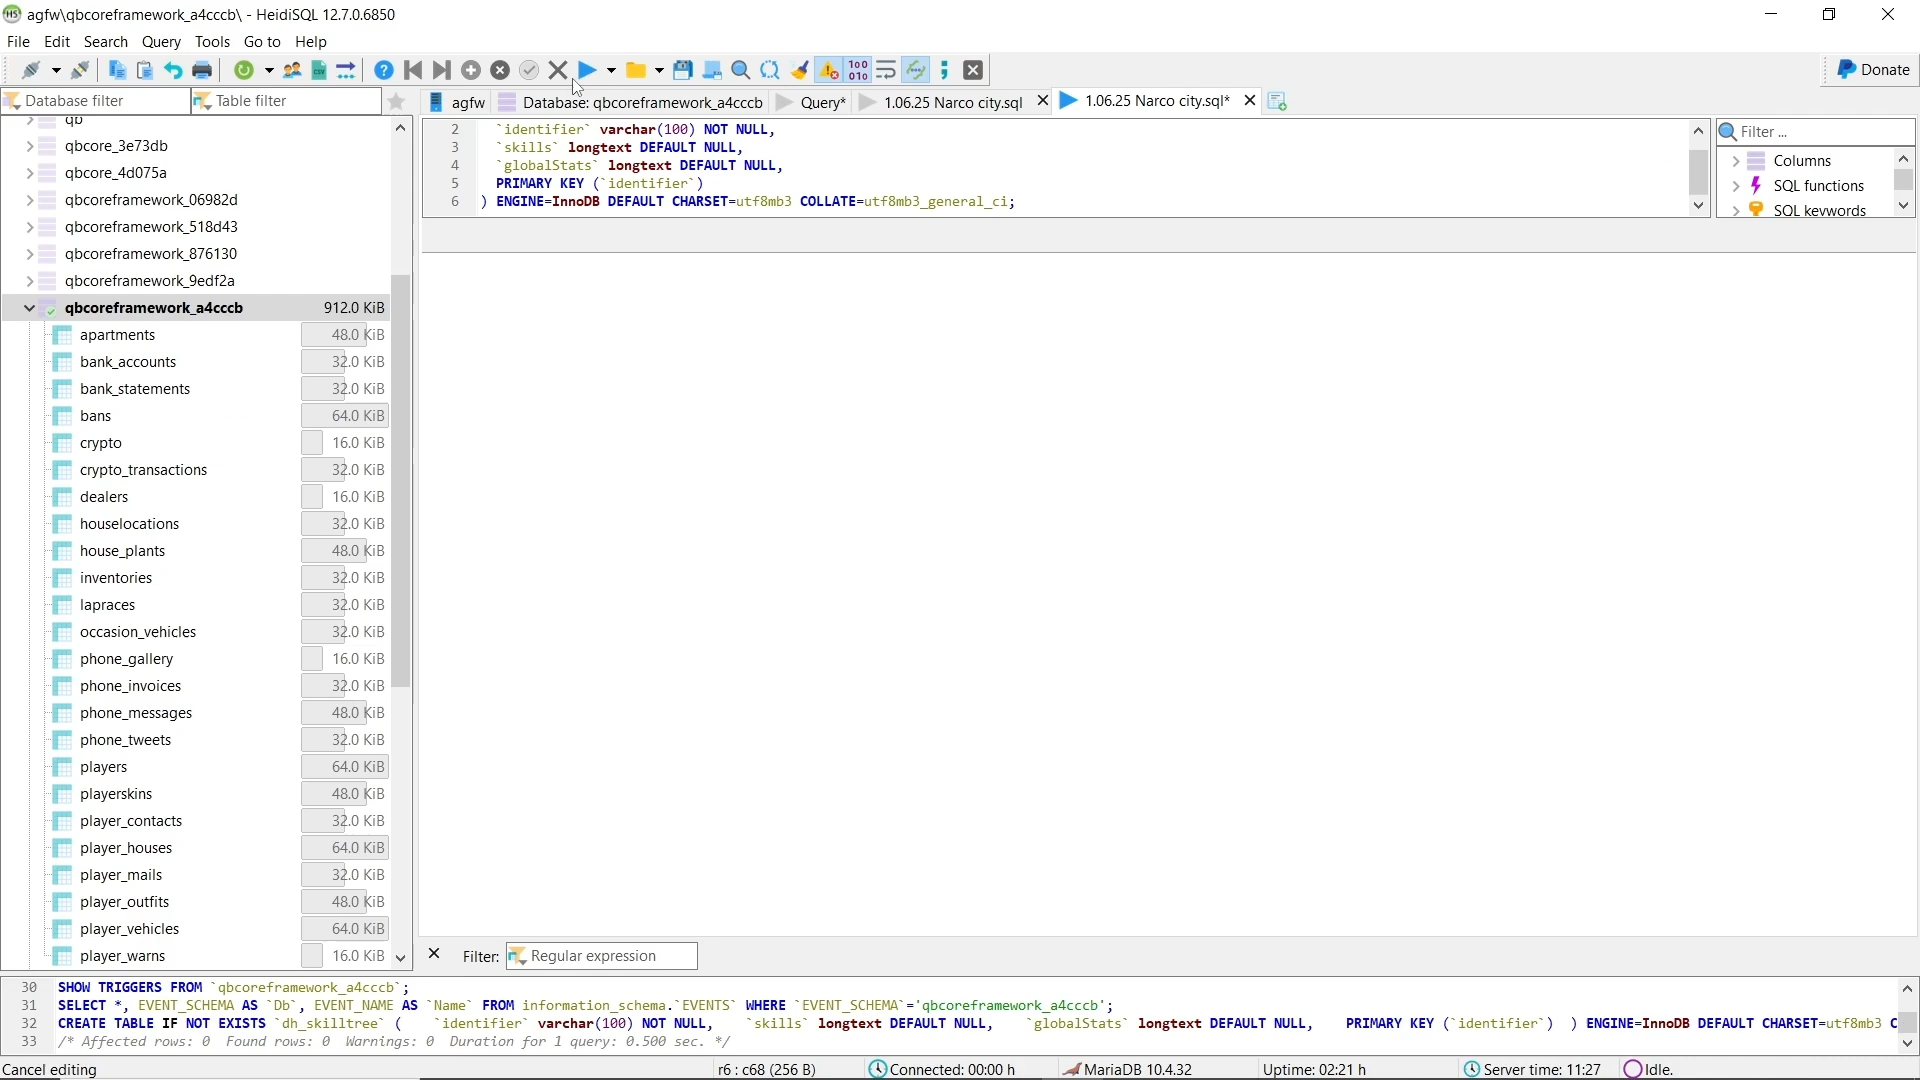 agfw\qbcoreframework_a4cccb\ - HeidiSQL 12.7.0.6850
File Edit Search Query Tools Go to Help
Donate
Database filter
Table filter
agfw
Database: qbcoreframework_a4cccb
Query*
1.06.25 Narco city.sql
1.06.25 Narco city.sql*
qb
qbcore_3e73db
qbcore_4d075a
qbcoreframework_06982d
qbcoreframework_518d43
qbcoreframework_876130
qbcoreframework_9edf2a
qbcoreframework_a4cccb 912.0 KiB
apartments 48.0 KiB
bank_accounts 32.0 KiB
bank_statements 32.0 KiB
bans 64.0 KiB
crypto 16.0 KiB
crypto_transactions 32.0 KiB
dealers 16.0 KiB
houselocations 32.0 KiB
house_plants 48.0 KiB
inventories 32.0 KiB
lapraces 32.0 KiB
occasion_vehicles 32.0 KiB
phone_gallery 16.0 KiB
phone_invoices 32.0 KiB
phone_messages 48.0 KiB
phone_tweets 32.0 KiB
players 64.0 KiB
playerskins 48.0 KiB
player_contacts 32.0 KiB
player_houses 64.0 KiB
player_mails 32.0 KiB
player_outfits 48.0 KiB
player_vehicles 64.0 KiB
player_warns 16.0 KiB
2 `identifier` varchar(100) NOT NULL,
3 `skills` longtext DEFAULT NULL,
4 `globalStats` longtext DEFAULT NULL,
5 PRIMARY KEY (`identifier`)
6 ) ENGINE=InnoDB DEFAULT CHARSET=utf8mb3 COLLATE=utf8mb3_general_ci;
Filter ...
Columns
SQL functions
SQL keywords
Filter: Regular expression
30 SHOW TRIGGERS FROM `qbcoreframework_a4cccb`;
31 SELECT *, EVENT_SCHEMA AS `Db`, EVENT_NAME AS `Name` FROM information_schema.`EVENTS` WHERE `EVENT_SCHEMA`='qbcoreframework_a4cccb';
32 CREATE TABLE IF NOT EXISTS `dh_skilltree` ( `identifier` varchar(100) NOT NULL, `skills` longtext DEFAULT NULL, `globalStats` longtext DEFAULT NULL, PRIMARY KEY (`identifier`) ) ENGINE=InnoDB DEFAULT CHARSET=utf8mb3 C
33 /* Affected rows: 0 Found rows: 0 Warnings: 0 Duration for 1 query: 0.500 sec. */
Cancel editing
r6 : c68 (256 B)
Connected: 00:00 h
MariaDB 10.4.32
Uptime: 02:21 h
Server time: 11:27
Idle.